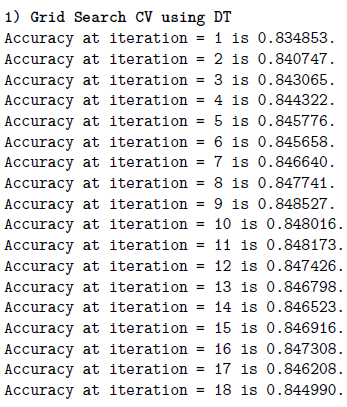 1) Grid Search CV using DT
Accuracy at iteration = 1 is 0.834853.
Accuracy at iteration = 2 is 0.840747.
Accuracy at iteration = 3 is 0.843065.
Accuracy at iteration = 4 is 0.844322.
Accuracy at iteration = 5 is 0.845776.
Accuracy at iteration = 6 is 0.845658.
Accuracy at iteration = 7 is 0.846640.
Accuracy at iteration = 8 is 0.847741.
Accuracy at iteration = 9 is 0.848527.
Accuracy at iteration = 10 is 0.848016.
Accuracy at iteration = 11 is 0.848173.
Accuracy at iteration = 12 is 0.847426.
Accuracy at iteration = 13 is 0.846798.
Accuracy at iteration = 14 is 0.846523.
Accuracy at iteration = 15 is 0.846916.
Accuracy at iteration = 16 is 0.847308.
Accuracy at iteration = 17 is 0.846208.
Accuracy at iteration = 18 is 0.844990.